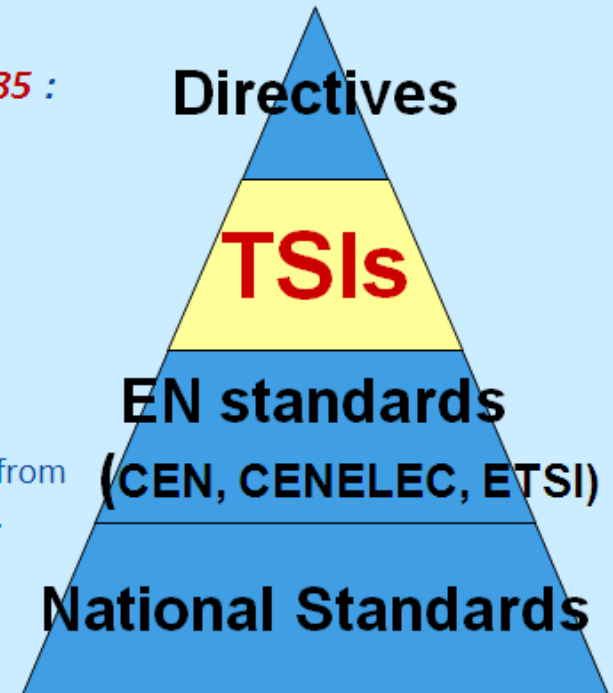 35 :
Directives
TSIs
EN standards
from
(CEN, CENELEC, ETSI)
.
National Standards